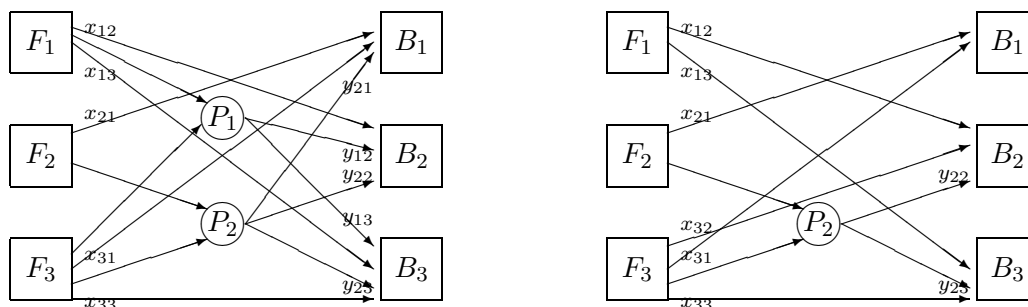 F₁ x₁₂ B₁ F₁ x₁₂ B₁
x₁₃ x₁₃
y₂₁
x₂₁ P₁ x₂₁
F₂ y₁₂ B₂ F₂ B₂
y₂₂ y₂₂
P₂ y₁₃ x₃₂ P₂
F₃ x₃₁ B₃ F₃ x₃₁ B₃
x₃₃ y₂₃ x₃₃ y₂₃